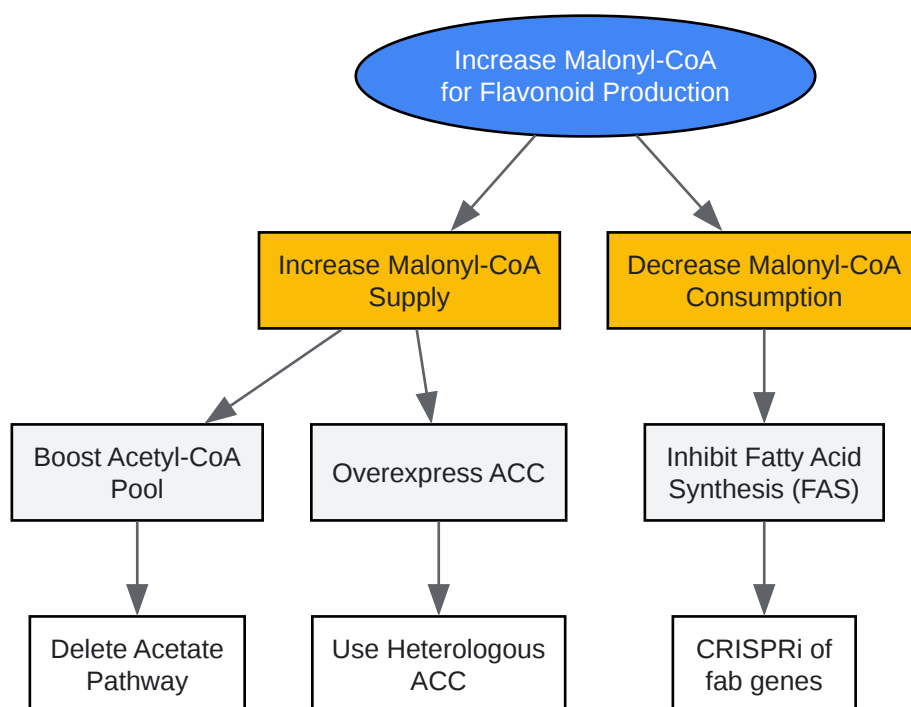 Increase Malonyl-CoA
for Flavonoid Production
Increase Malonyl-CoA
Supply
Decrease Malonyl-CoA
Consumption
Boost Acetyl-CoA
Pool
Overexpress ACC
Inhibit Fatty Acid
Synthesis (FAS)
Delete Acetate
Pathway
Use Heterologous
ACC
CRISPRi of
fab genes